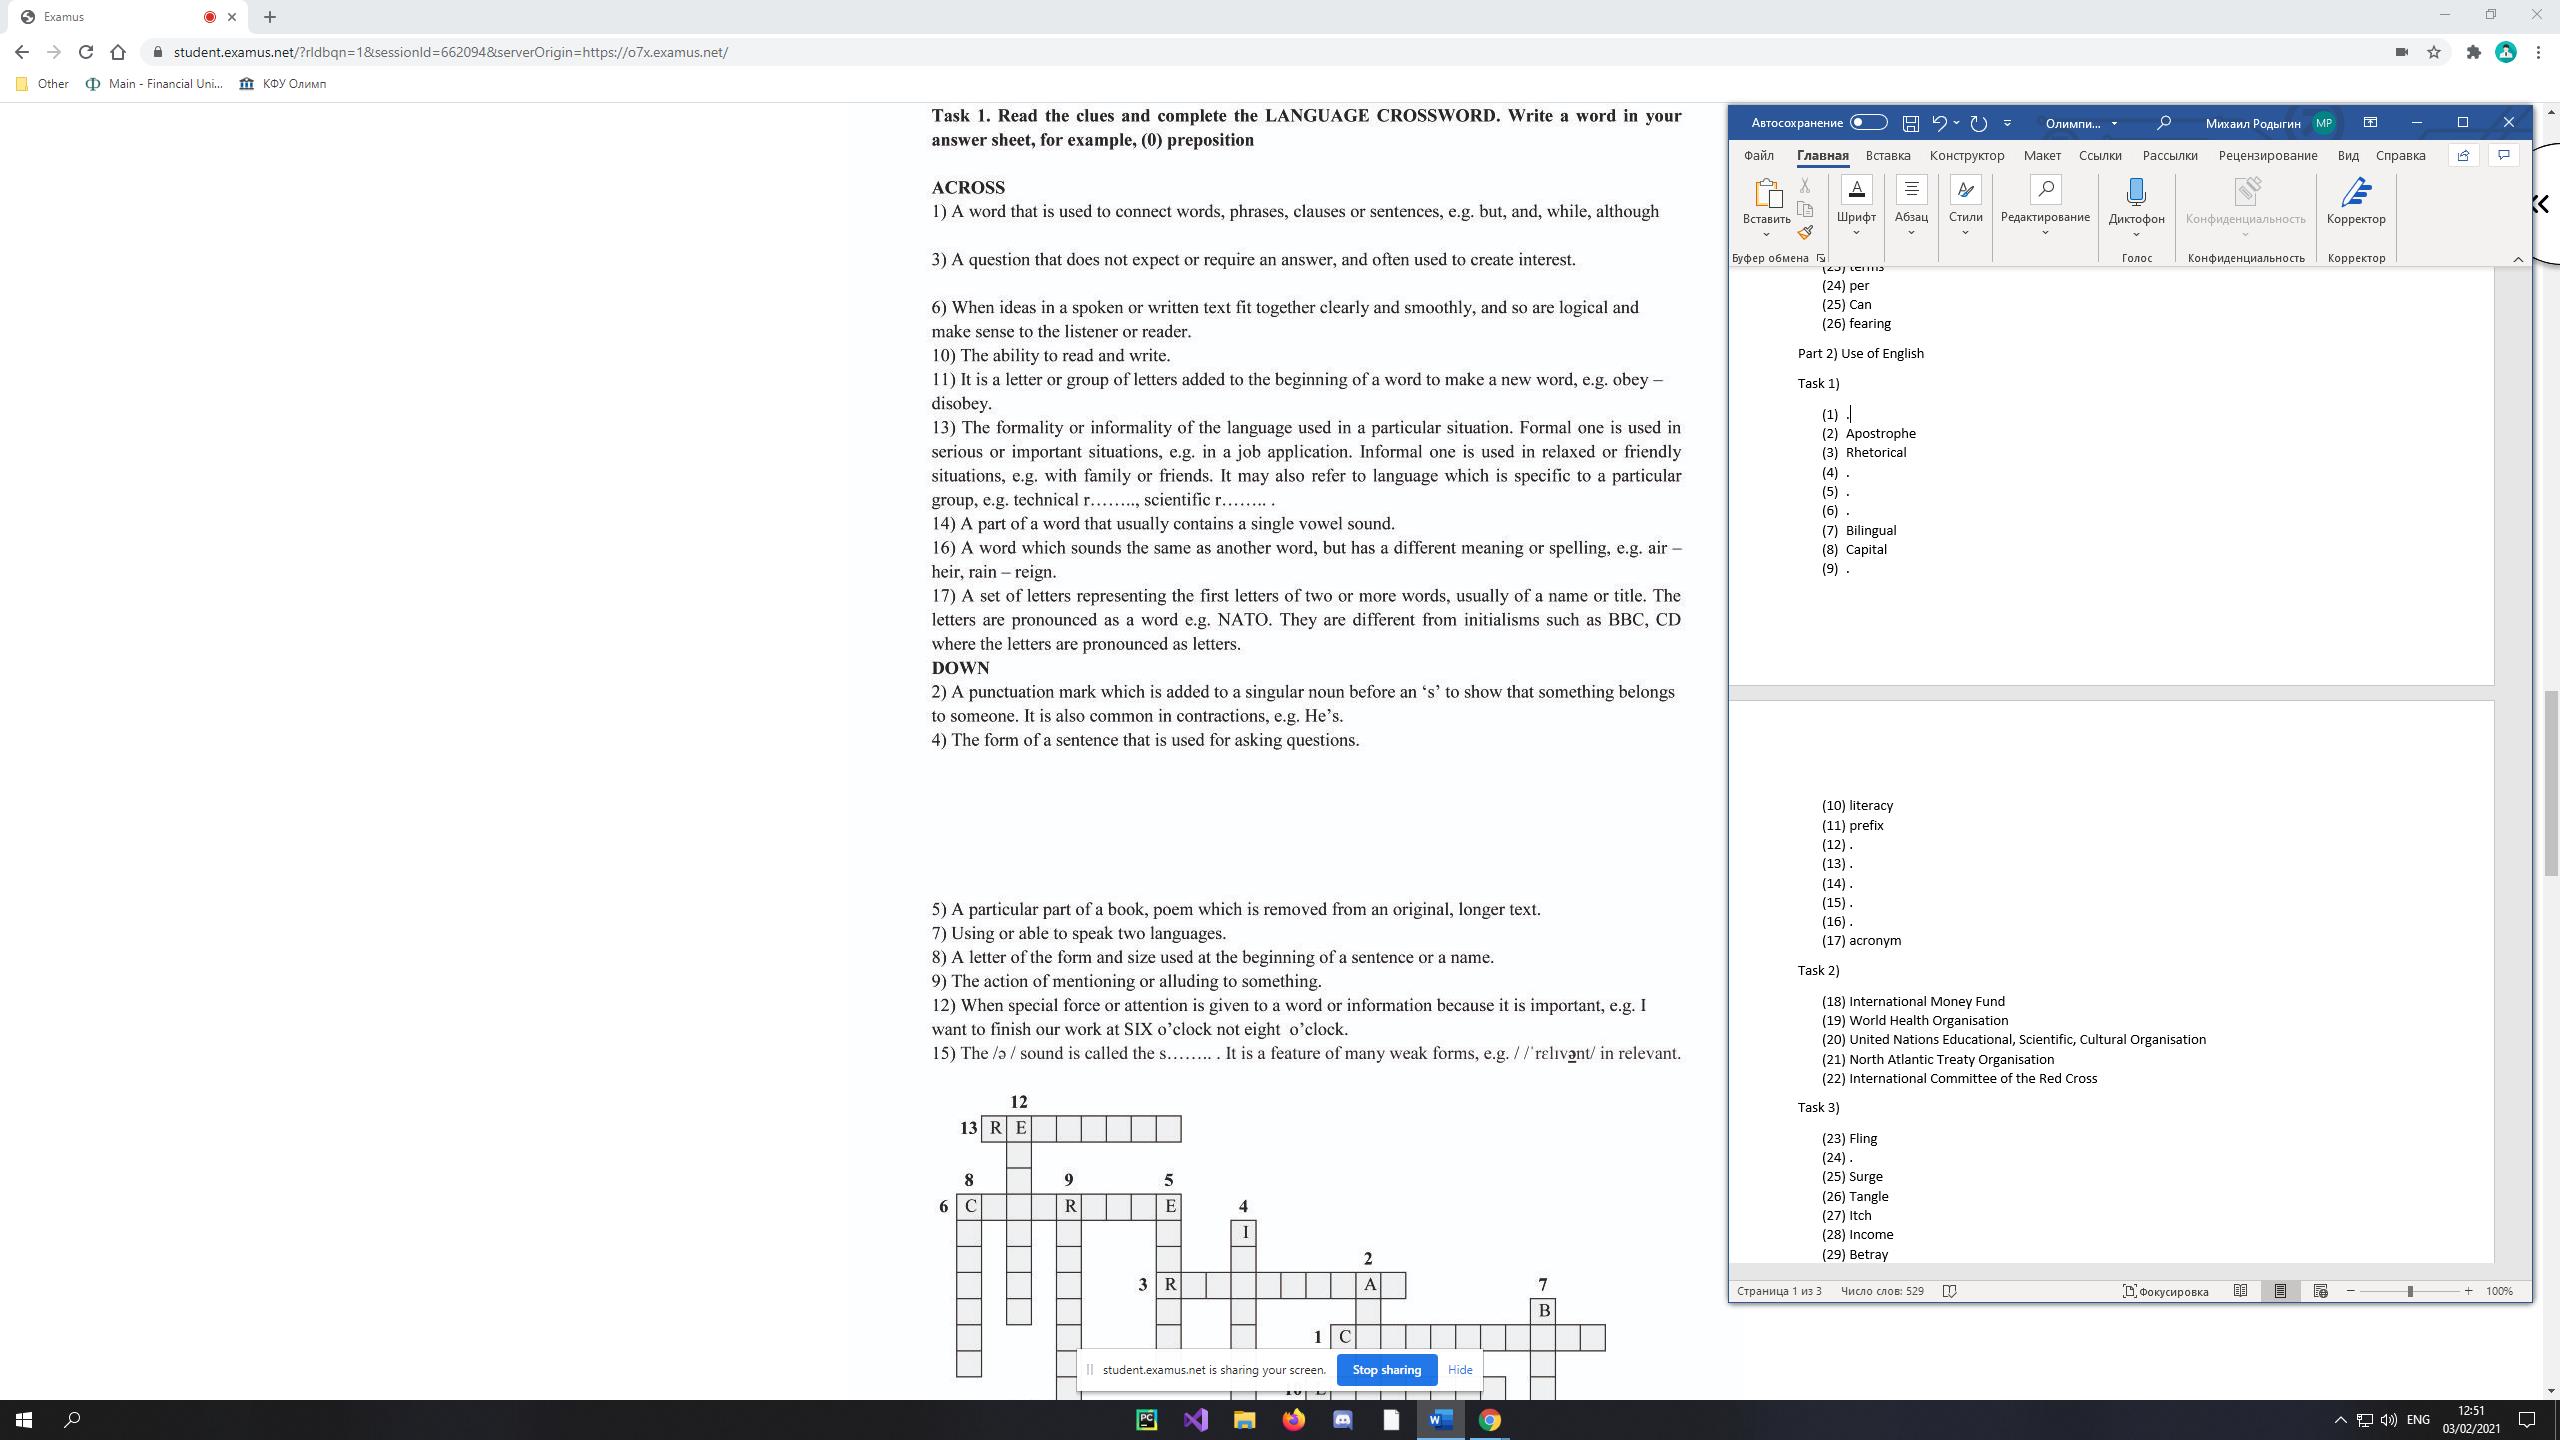 Examus
student.examus.net/?rldbqn=1&sessionId=662094&serverOrigin=https://o7x.examus.net/
Other
Main - Financial Uni...
КФУ Олимп
Task 1. Read the clues and complete the LANGUAGE CROSSWORD. Write a word in your
answer sheet, for example, (0) preposition
ACROSS
1) A word that is used to connect words, phrases, clauses or sentences, e.g. but, and, while, although
3) A question that does not expect or require an answer, and often used to create interest.
6) When ideas in a spoken or written text fit together clearly and smoothly, and so are logical and
make sense to the listener or reader.
10) The ability to read and write.
11) It is a letter or group of letters added to the beginning of a word to make a new word, e.g. obey –
disobey.
13) The formality or informality of the language used in a particular situation. Formal one is used in
serious or important situations, e.g. in a job application. Informal one is used in relaxed or friendly
situations, e.g. with family or friends. It may also refer to language which is specific to a particular
group, e.g. technical r…….., scientific r…….. .
14) A part of a word that usually contains a single vowel sound.
16) A word which sounds the same as another word, but has a different meaning or spelling, e.g. air –
heir, rain – reign.
17) A set of letters representing the first letters of two or more words, usually of a name or title. The
letters are pronounced as a word e.g. NATO. They are different from initialisms such as BBC, CD
where the letters are pronounced as letters.
DOWN
2) A punctuation mark which is added to a singular noun before an ‘s’ to show that something belongs
to someone. It is also common in contractions, e.g. He’s.
4) The form of a sentence that is used for asking questions.
5) A particular part of a book, poem which is removed from an original, longer text.
7) Using or able to speak two languages.
8) A letter of the form and size used at the beginning of a sentence or a name.
9) The action of mentioning or alluding to something.
12) When special force or attention is given to a word or information because it is important, e.g. I
want to finish our work at SIX o’clock not eight o’clock.
15) The /ə / sound is called the s…….. . It is a feature of many weak forms, e.g. / /ˈrɛlɪvənt/ in relevant.
12
13 R E
8 9 5
6 C R E 4
I
2
3 R A 7
B
1 C
student.examus.net is sharing your screen.
Stop sharing
Hide
Автосохранение
Олимпи...
Михаил Родыгин
МР
Файл Главная Вставка Конструктор Макет Ссылки Рассылки Рецензирование Вид Справка
Вставить
Шрифт
Абзац
Стили
Редактирование
Диктофон
Конфиденциальность
Корректор
Буфер обмена
Голос
Конфиденциальность
Корректор
(23) terms
(24) per
(25) Can
(26) fearing
Part 2) Use of English
Task 1)
(1) .
(2) Apostrophe
(3) Rhetorical
(4) .
(5) .
(6) .
(7) Bilingual
(8) Capital
(9) .
(10) literacy
(11) prefix
(12) .
(13) .
(14) .
(15) .
(16) .
(17) acronym
Task 2)
(18) International Money Fund
(19) World Health Organisation
(20) United Nations Educational, Scientific, Cultural Organisation
(21) North Atlantic Treaty Organisation
(22) International Committee of the Red Cross
Task 3)
(23) Fling
(24) .
(25) Surge
(26) Tangle
(27) Itch
(28) Income
(29) Betray
Страница 1 из 3
Число слов: 529
Фокусировка
100%
ENG
12:51
03/02/2021